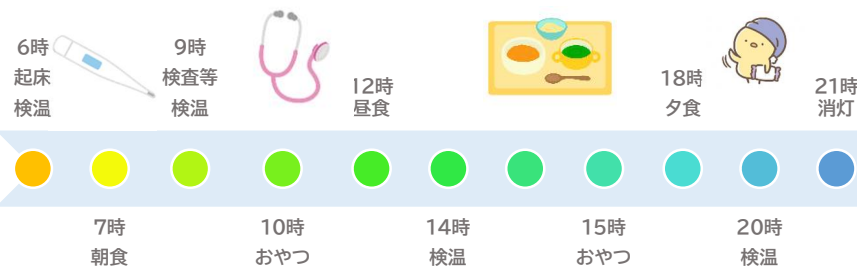 6時
起床
検温
7時
朝食
9時
検査等
検温
10時
おやつ
12時
昼食
14時
検温
15時
おやつ
18時
夕食
20時
検温
21時
消灯